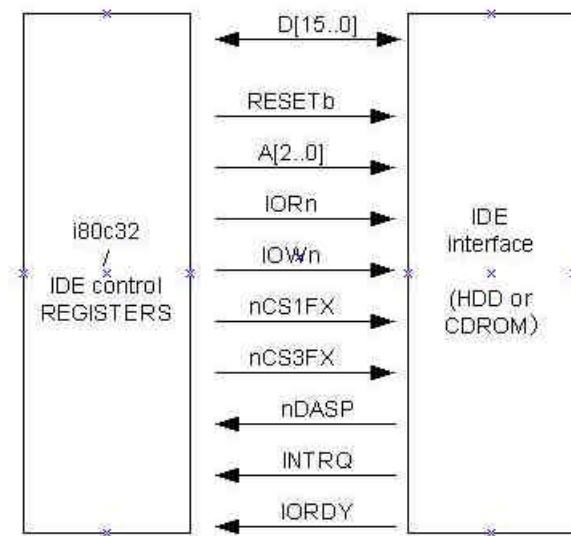 D[15..0]
RESETb
A[2..0]
IORn
IOWn
nCS1FX
nCS3FX
nDASP
INTRQ
IORDY
i80c32
/
IDE control
REGISTERS
IDE
interface
(HDD or
CDROM)